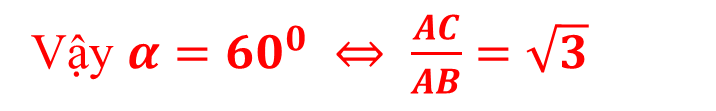 Vậy α = 60⁰ ⇔ AC/AB = √3